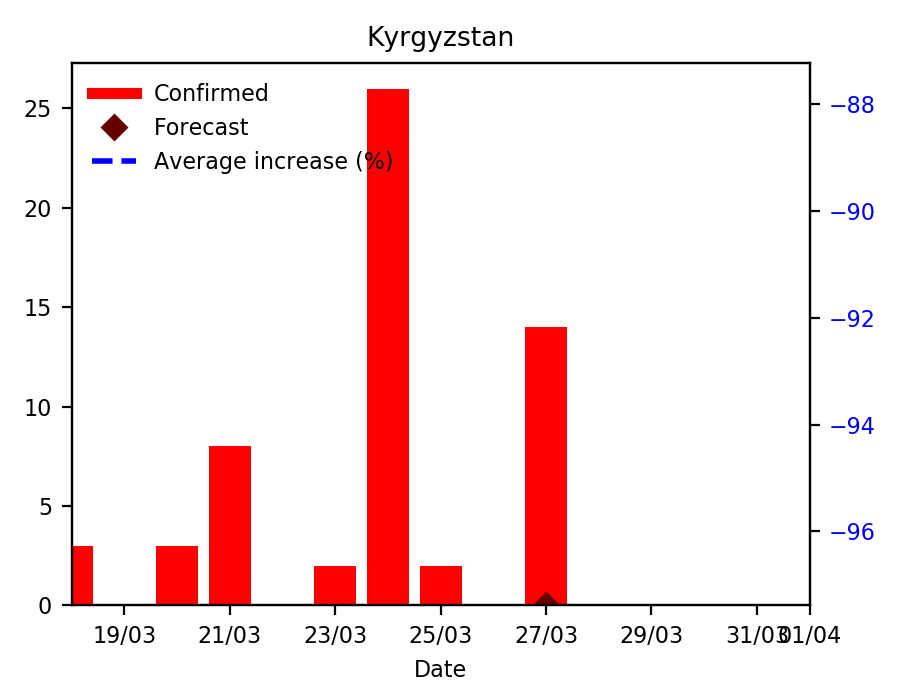 Kyrgyzstan
Confirmed
Forecast
Average increase (%)
25
20
15
10
5
0
−88
−90
−92
−94
−96
19/03 21/03 23/03 25/03 27/03 29/03 31/03 01/04
Date